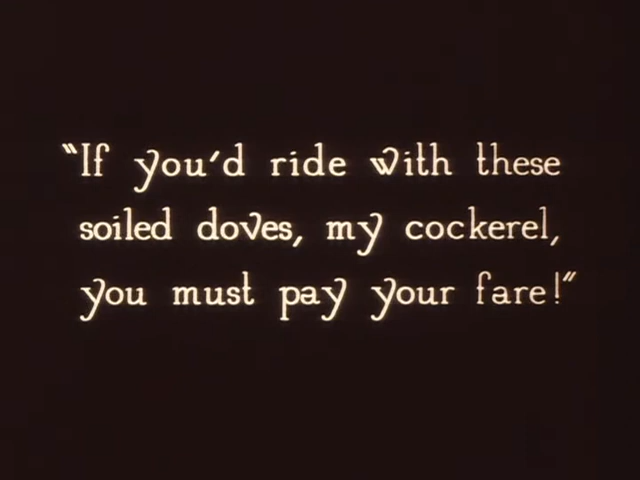 "If you'd ride with these
soiled doves, my cockerel,
you must pay your fare!"